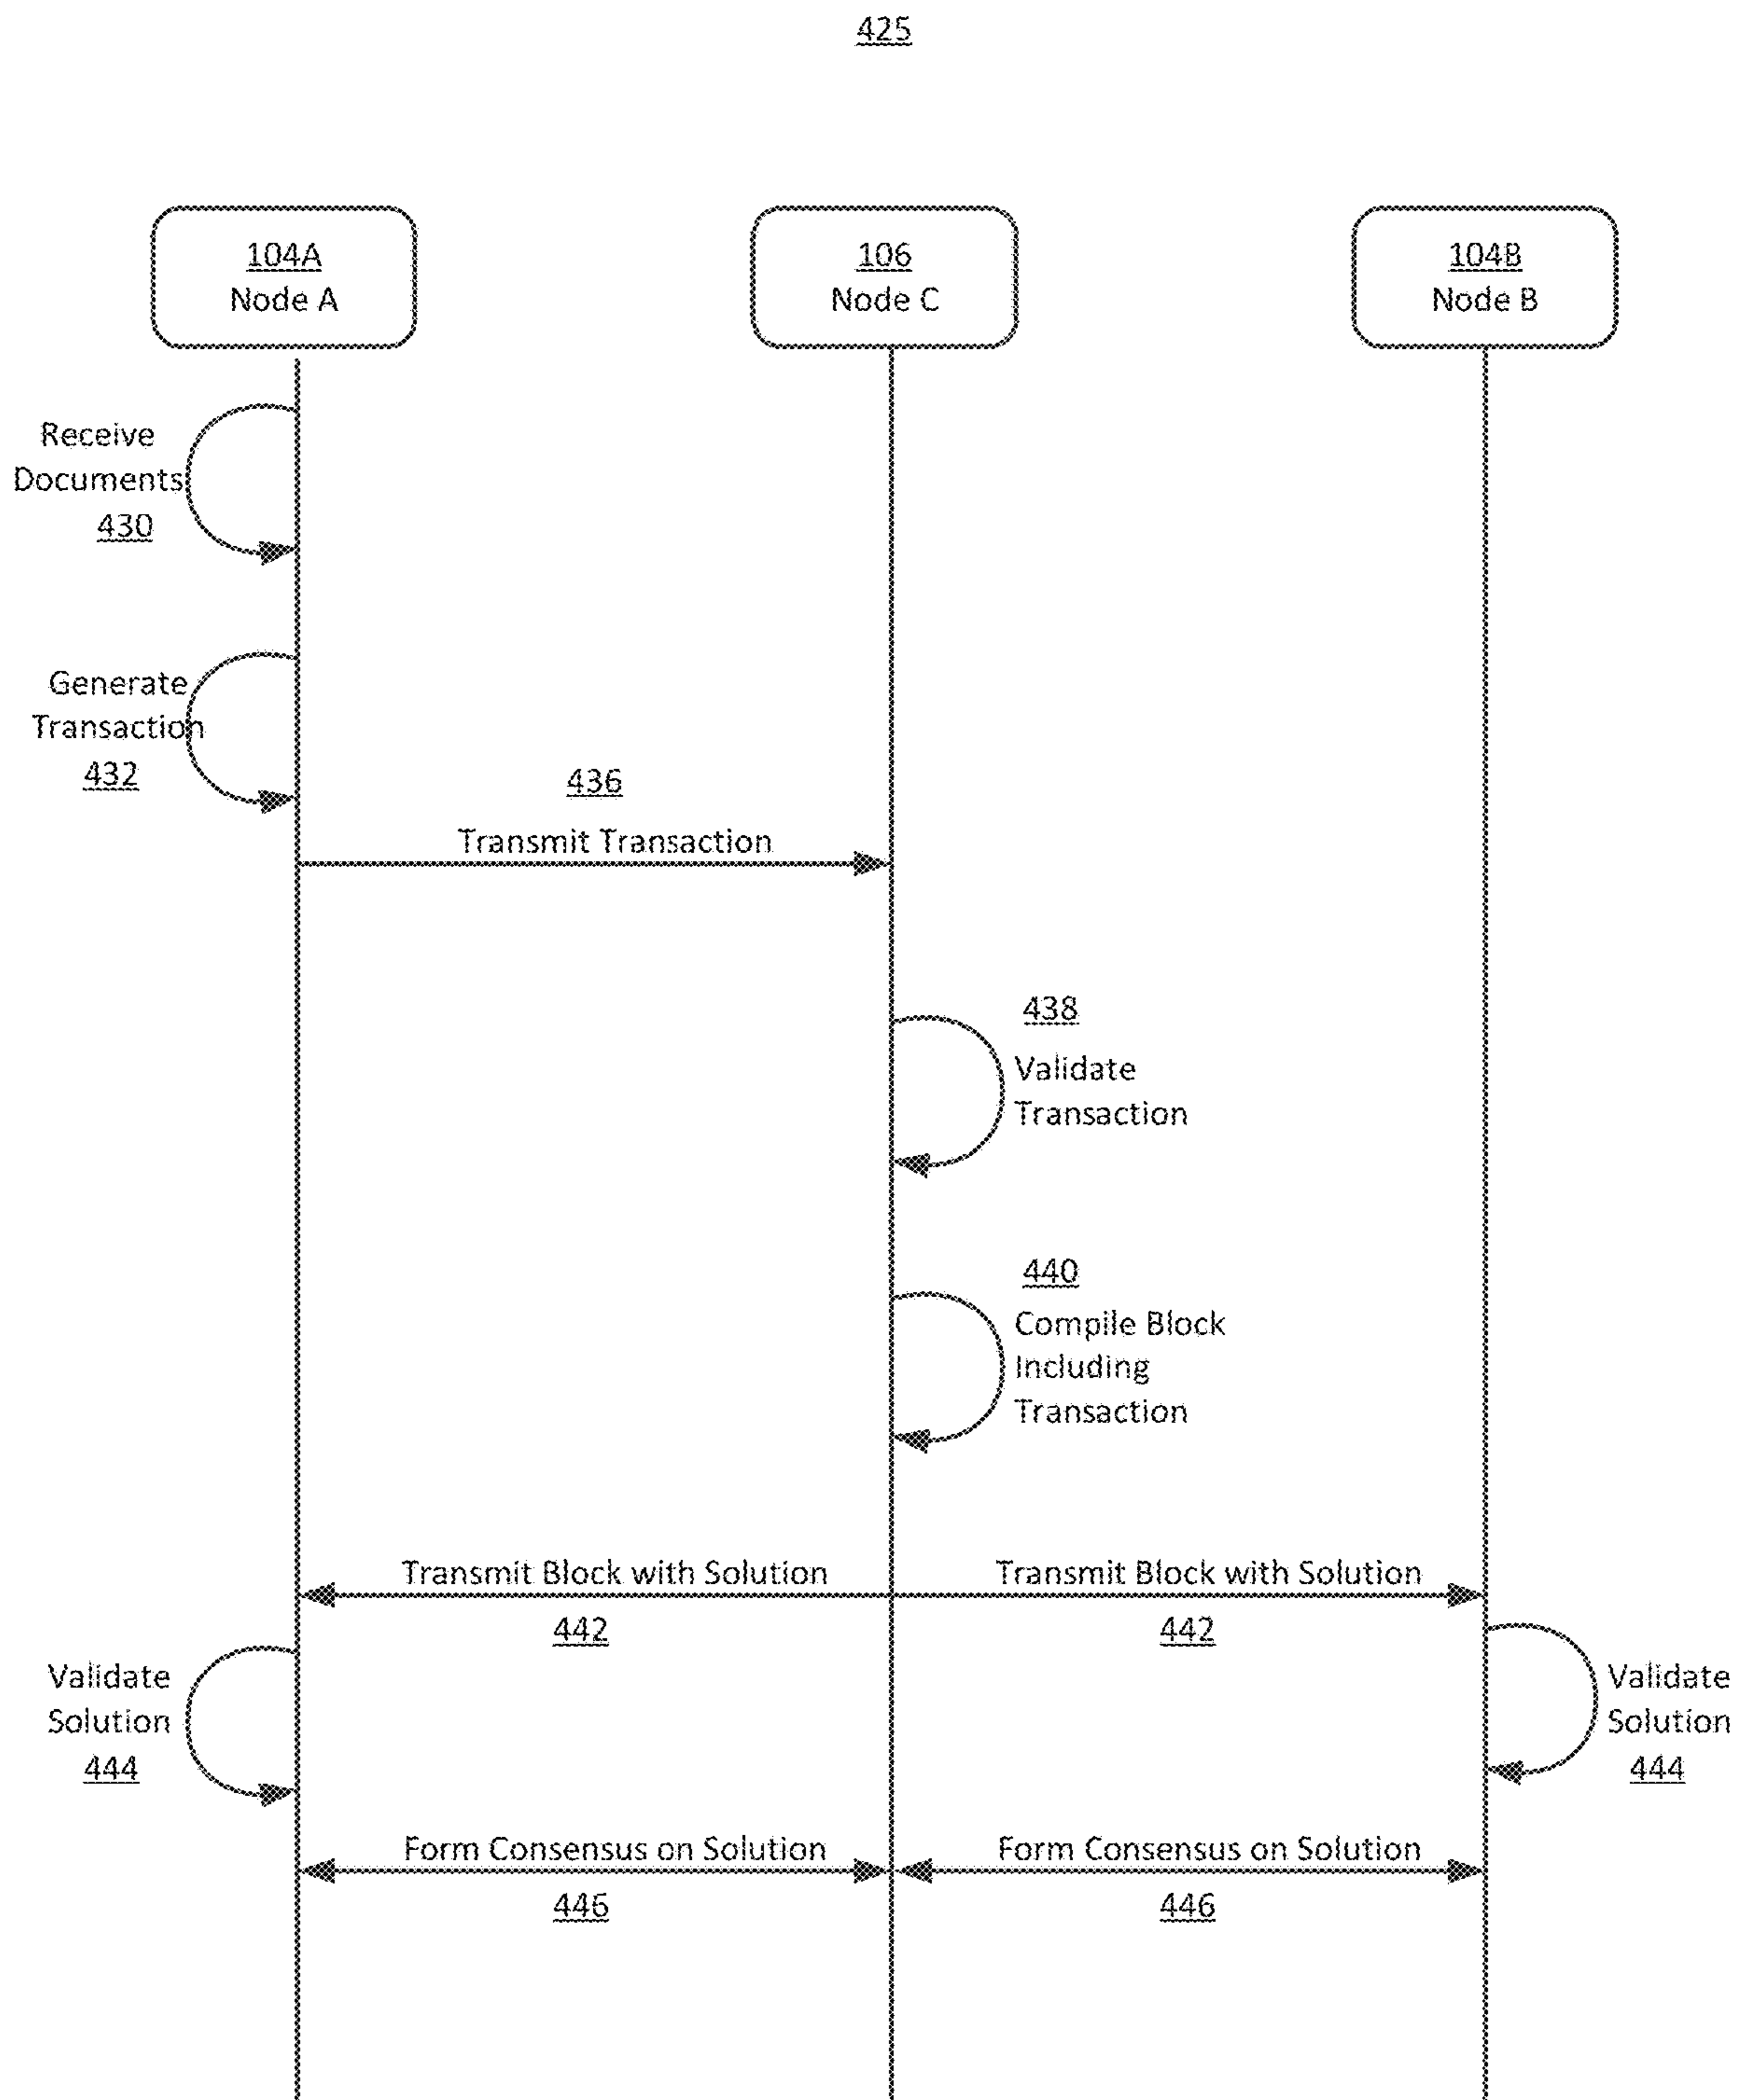 425
104A
Node A
106
Node C
104B
Node B
Receive
Documents
430
Generate
Transaction
432
436
Transmit Transaction
438
Validate
Transaction
440
Compile Block
Including
Transaction
Transmit Block with Solution
442
Transmit Block with Solution
442
Validate
Solution
444
Validate
Solution
444
Form Consensus on Solution
446
Form Consensus on Solution
446